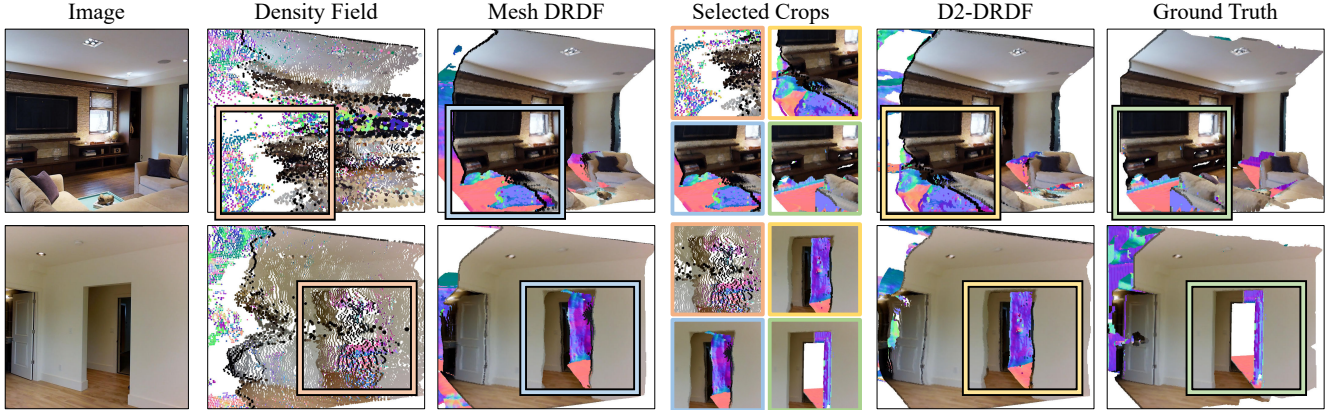 Image
Density Field
Mesh DRDF
Selected Crops
D2-DRDF
Ground Truth